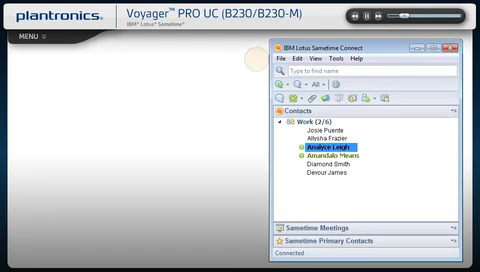 plantronics.
Voyager™ PRO UC (B230/B230-M)
IBM® Lotus® Sametime®
MENU
IBM Lotus Sametime Connect
File Edit View Tools Help
Type to find name
All
Contacts
Work (2/6)
Josie Puente
Allysha Frazier
Analyce Leigh
Amandalo Means
Diamond Smith
Devour James
Sametime Meetings
Sametime Primary Contacts
Connected